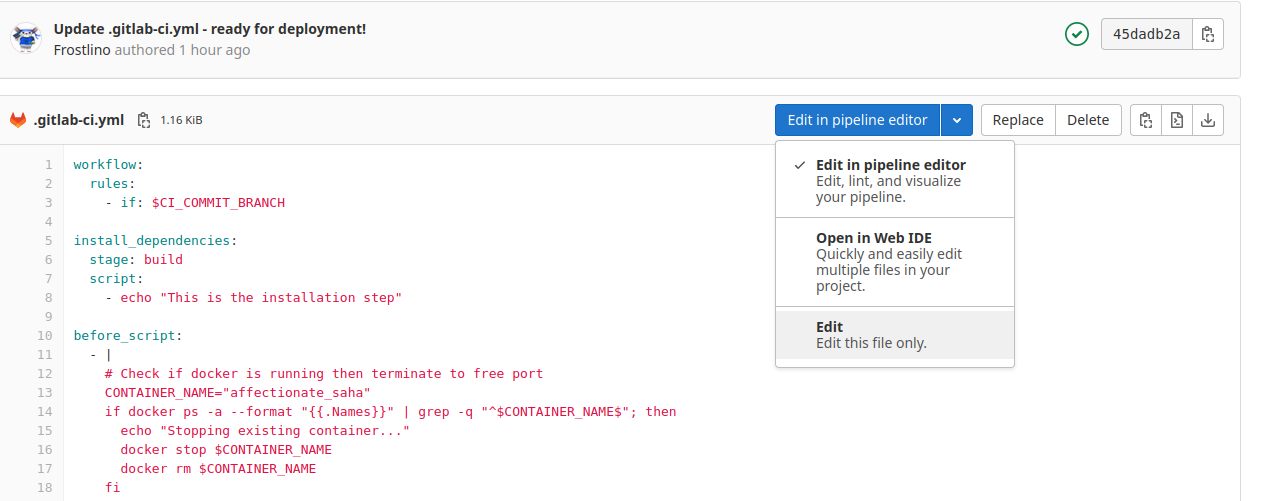 Update .gitlab-ci.yml - ready for deployment!
Frostlino authored 1 hour ago
45dadb2a
.gitlab-ci.yml 1.16 KiB
Edit in pipeline editor
Replace
Delete
Edit in pipeline editor
Edit, lint, and visualize
your pipeline.
Open in Web IDE
Quickly and easily edit
multiple files in your
project.
Edit
Edit this file only.
1 workflow:
2   rules:
3     - if: $CI_COMMIT_BRANCH
4
5 install_dependencies:
6   stage: build
7   script:
8     - echo "This is the installation step"
9
10 before_script:
11   - |
12     # Check if docker is running then terminate to free port
13     CONTAINER_NAME="affectionate_saha"
14     if docker ps -a --format "{{.Names}}" | grep -q "^$CONTAINER_NAME$"; then
15       echo "Stopping existing container..."
16       docker stop $CONTAINER_NAME
17       docker rm $CONTAINER_NAME
18     fi